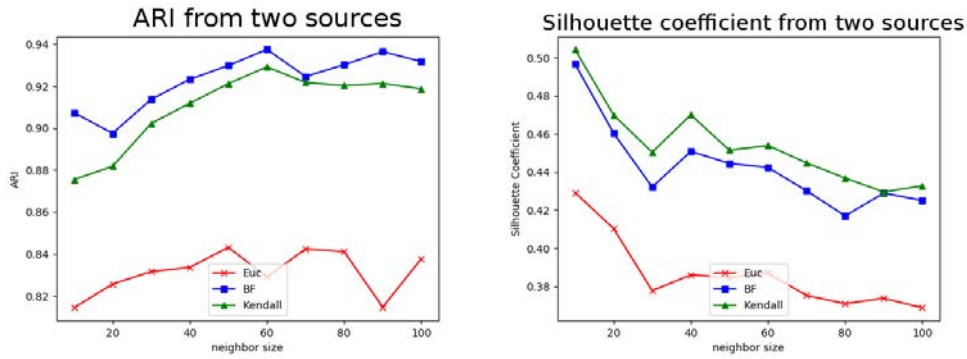 ARI from two sources
0.94
0.92
0.90
0.88
0.86
0.84
0.82
ARI
20
40
60
80
100
neighbor size
Euc
BF
Kendall
Silhouette coefficient from two sources
0.50
0.48
0.46
0.44
0.42
0.40
0.38
Silhouette Coefficient
20
40
60
80
100
neighbor size
Euc
BF
Kendall